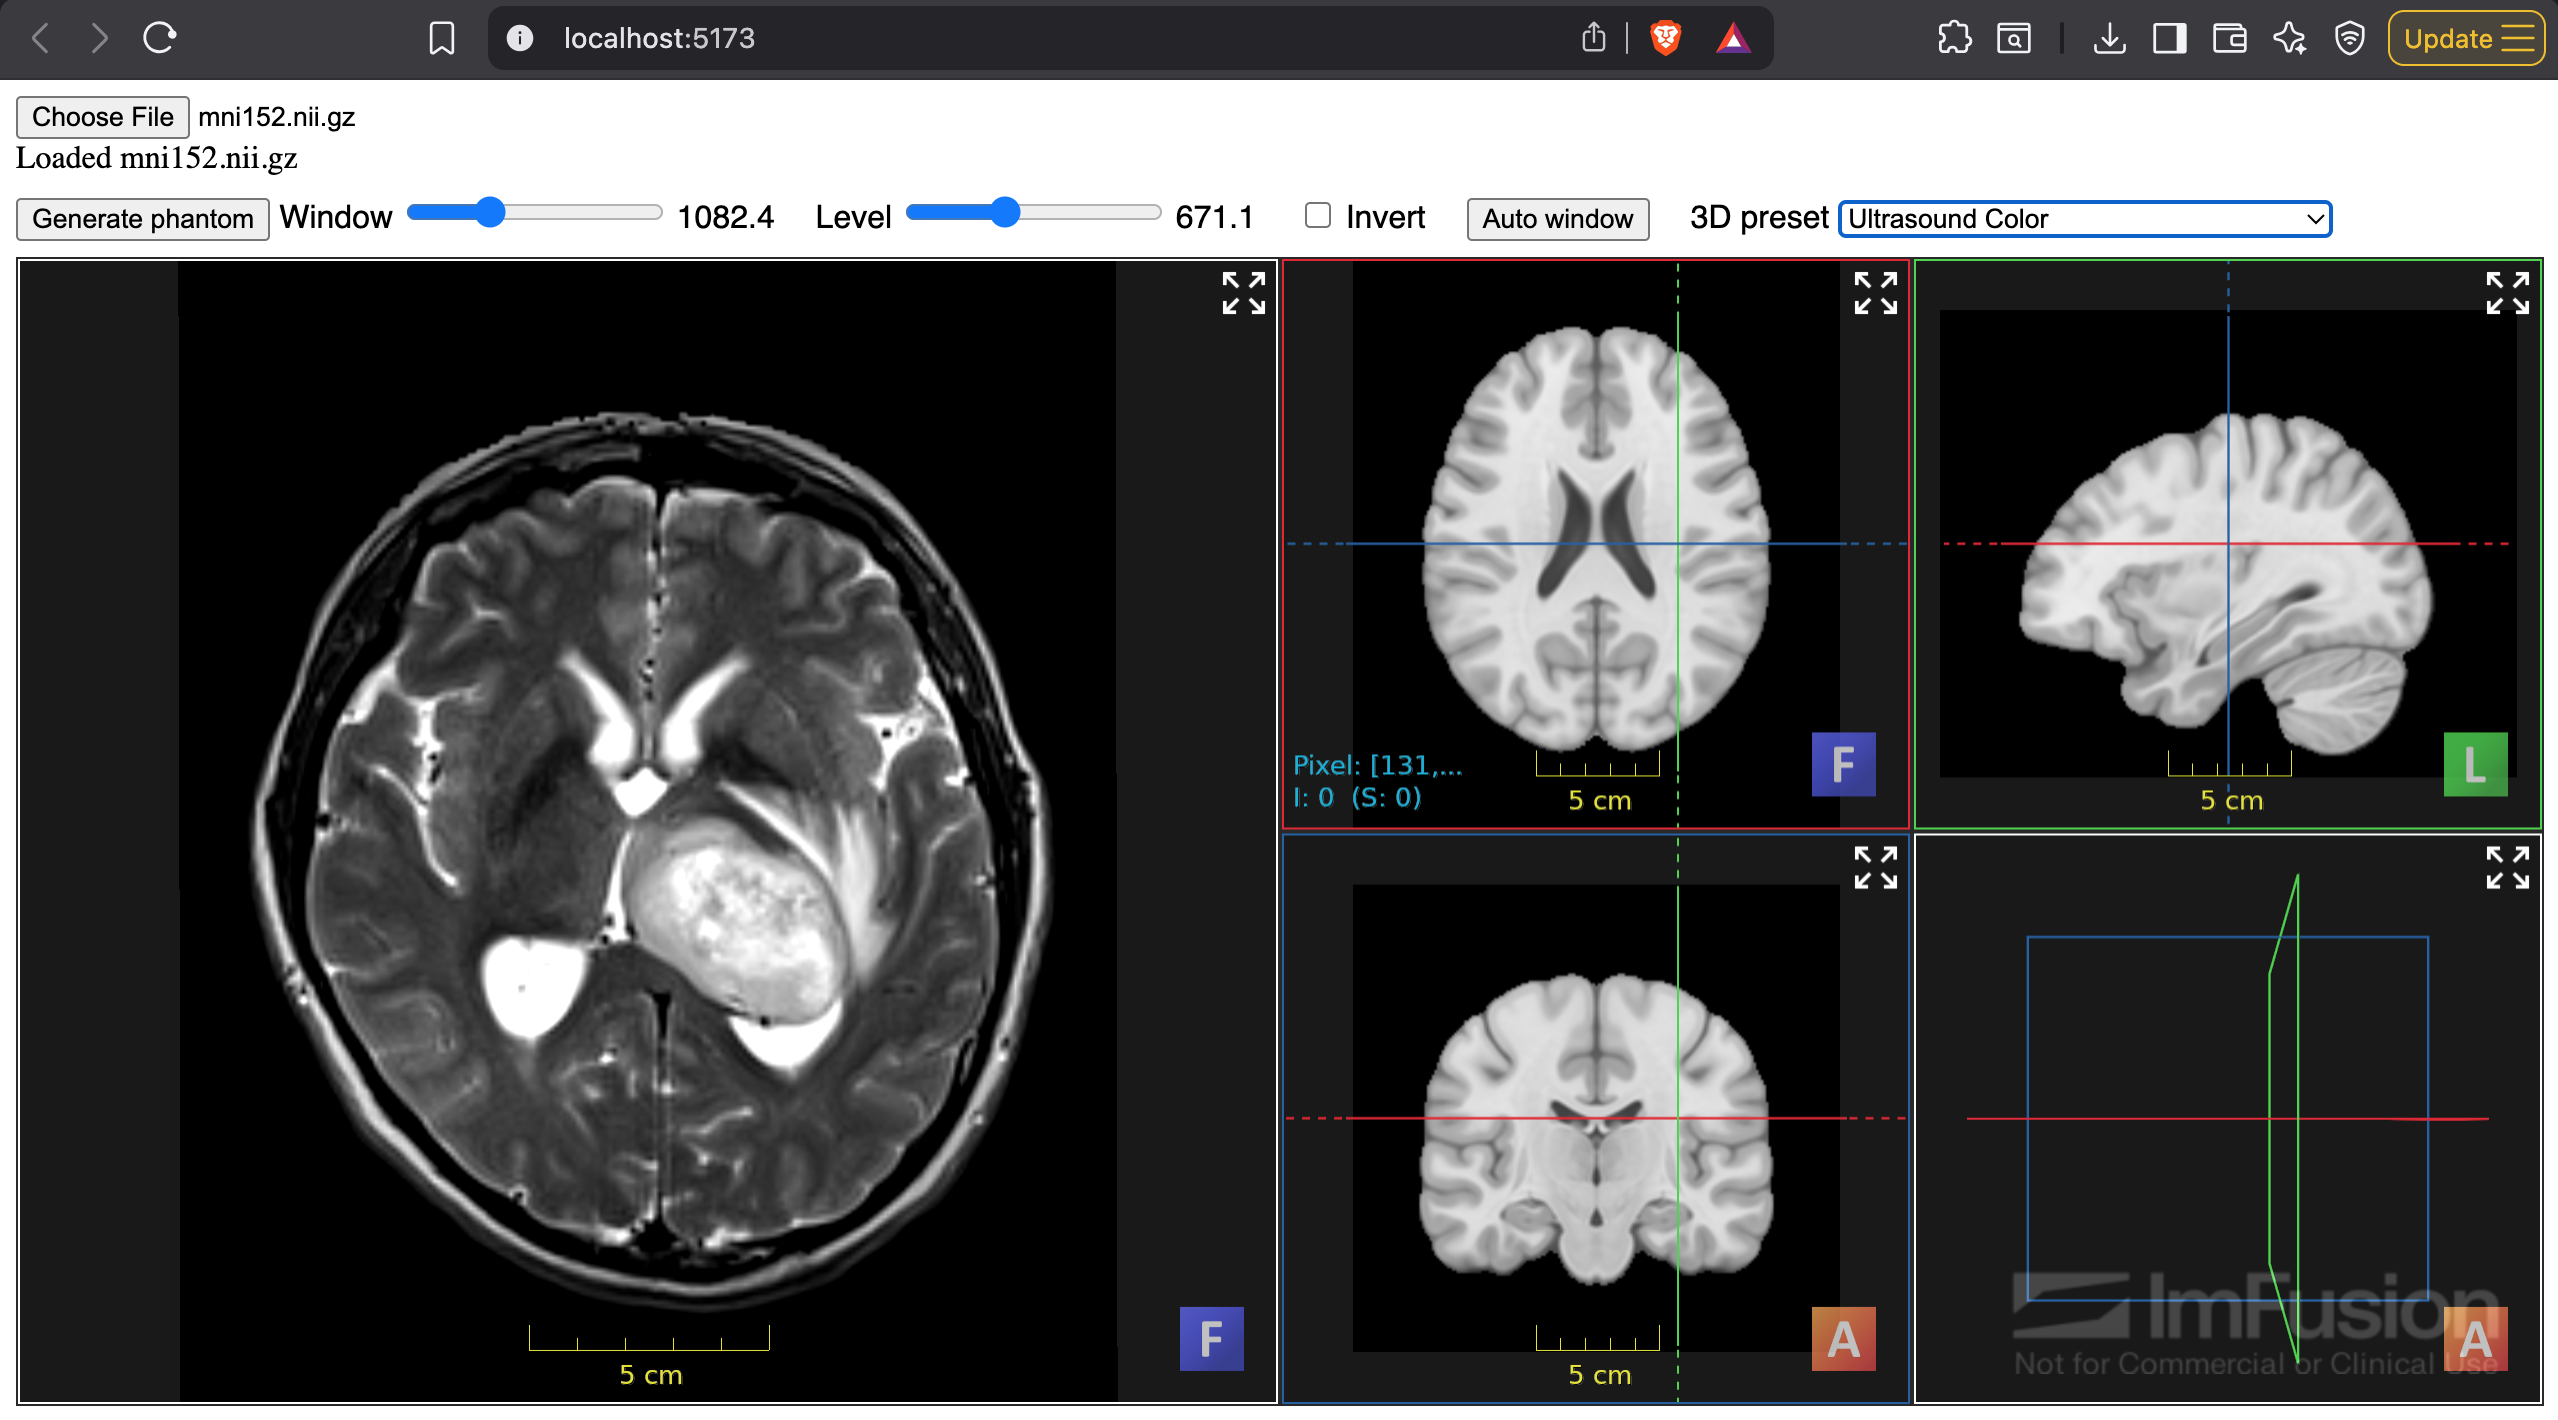 localhost:5173
Update
Choose File mni152.nii.gz
Loaded mni152.nii.gz
Generate phantom Window 1082.4 Level 671.1 Invert Auto window 3D preset Ultrasound Color
Pixel: [131,...
I: 0 (S: 0)
5 cm
F
5 cm
L
5 cm
F
5 cm
A
ImFusion
Not for Commercial or Clinical Use
A